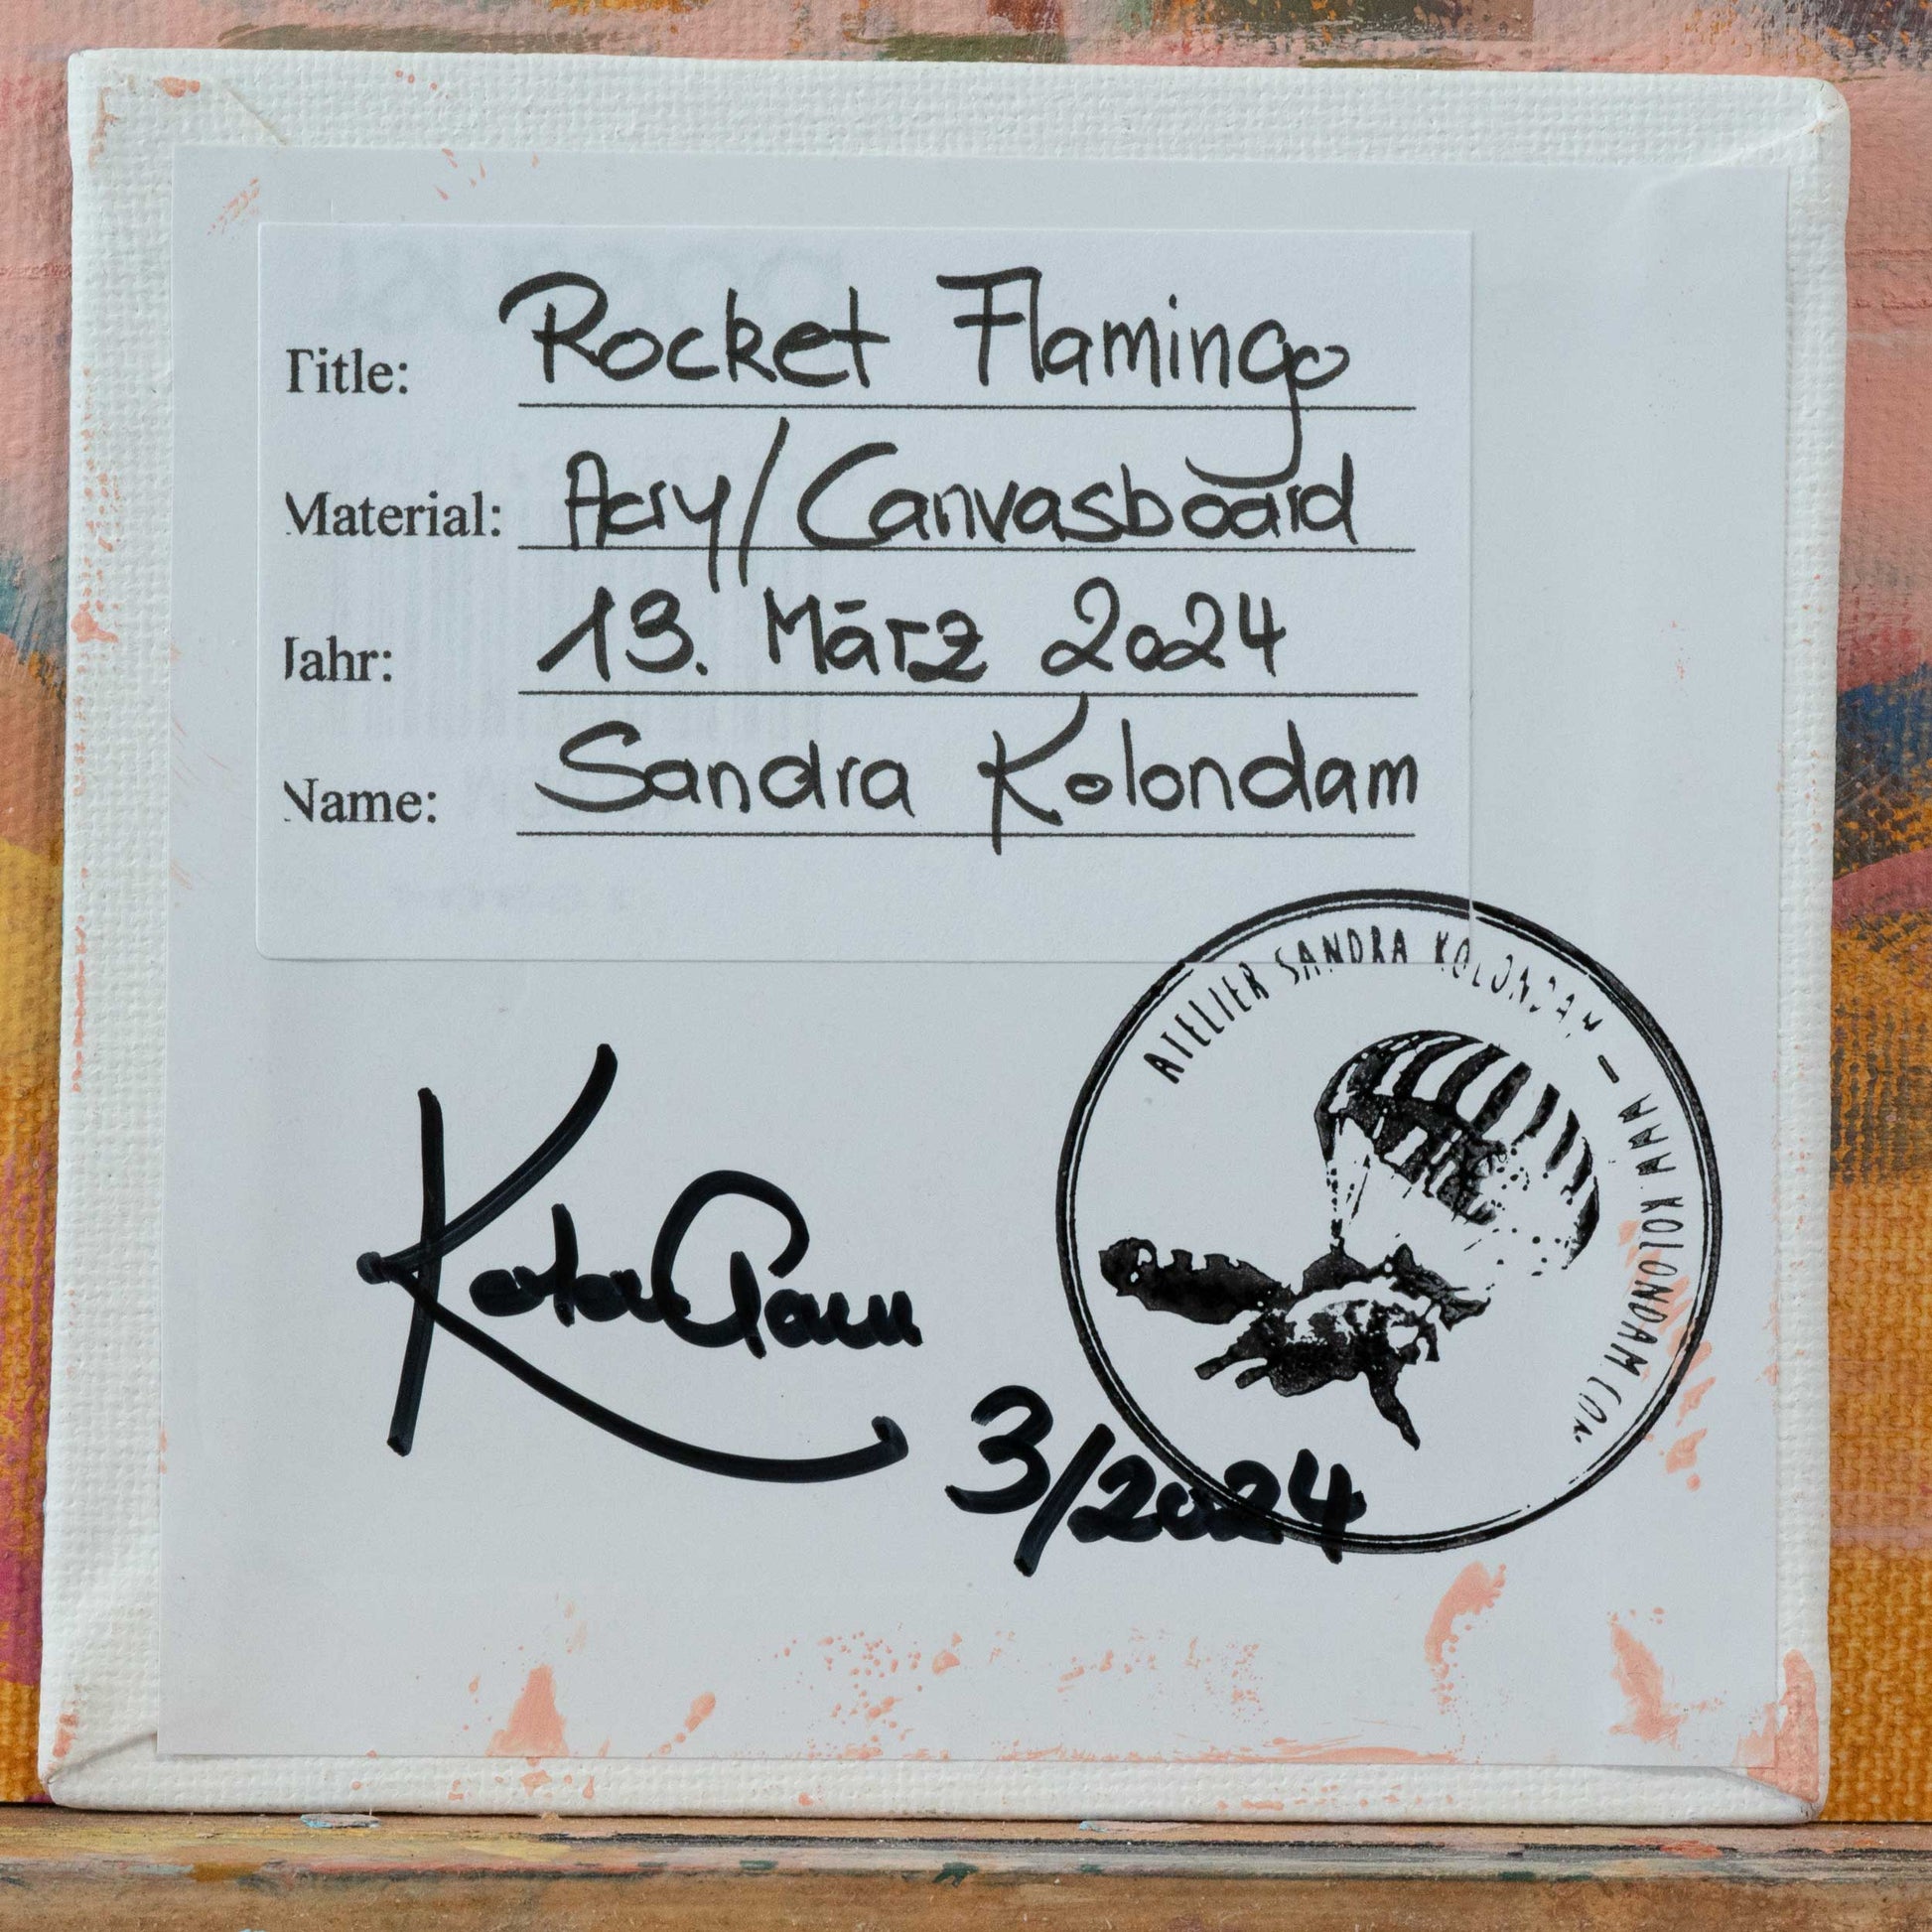 Title: Rocket Flamingo
Material: Acry/Canvasboard
Jahr: 13. März 2024
Name: Sandra Kolondam
ATELIER SANDRA KOLONDAM – WWW.KOLONDAM.COM
Kolondam
3/2024